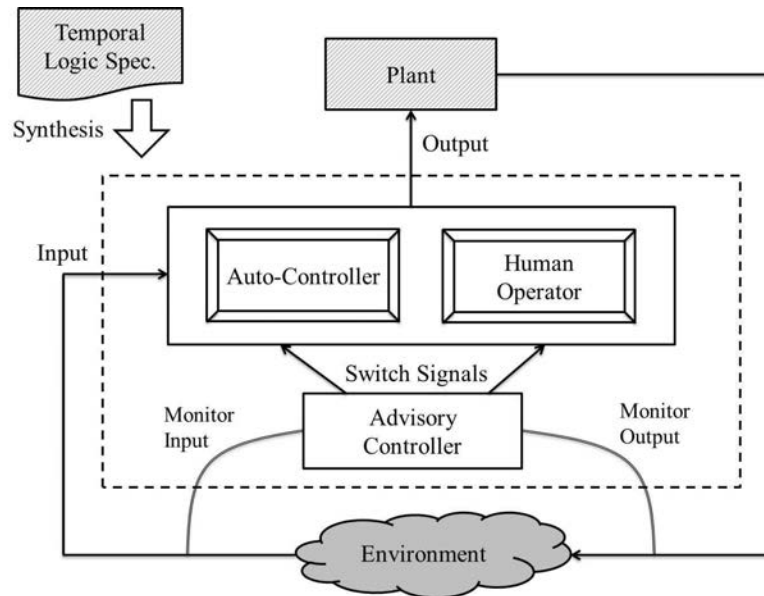 Temporal
Logic Spec.
Plant
Synthesis
Output
Input
Auto-Controller
Human
Operator
Switch Signals
Monitor
Input
Advisory
Controller
Monitor
Output
Environment